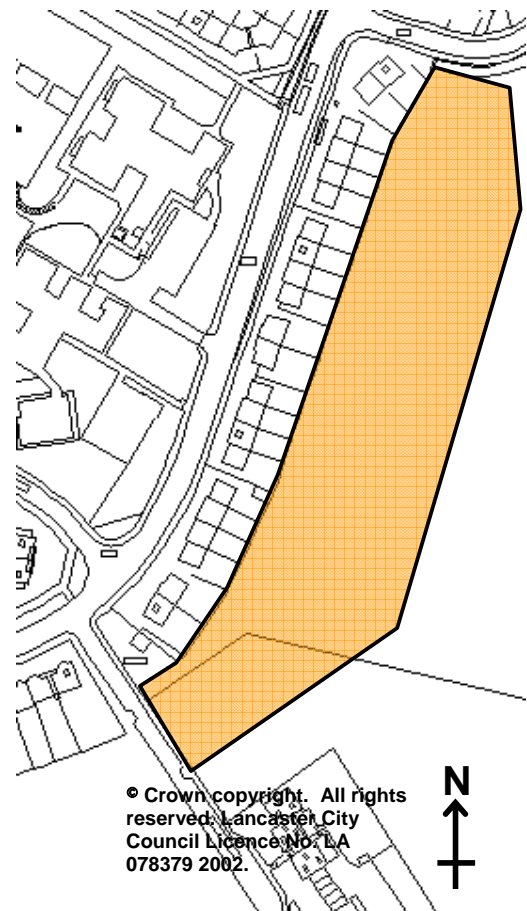 © Crown copyright. All rights
reserved. Lancaster City
Council Licence No. LA
078379 2002.
N